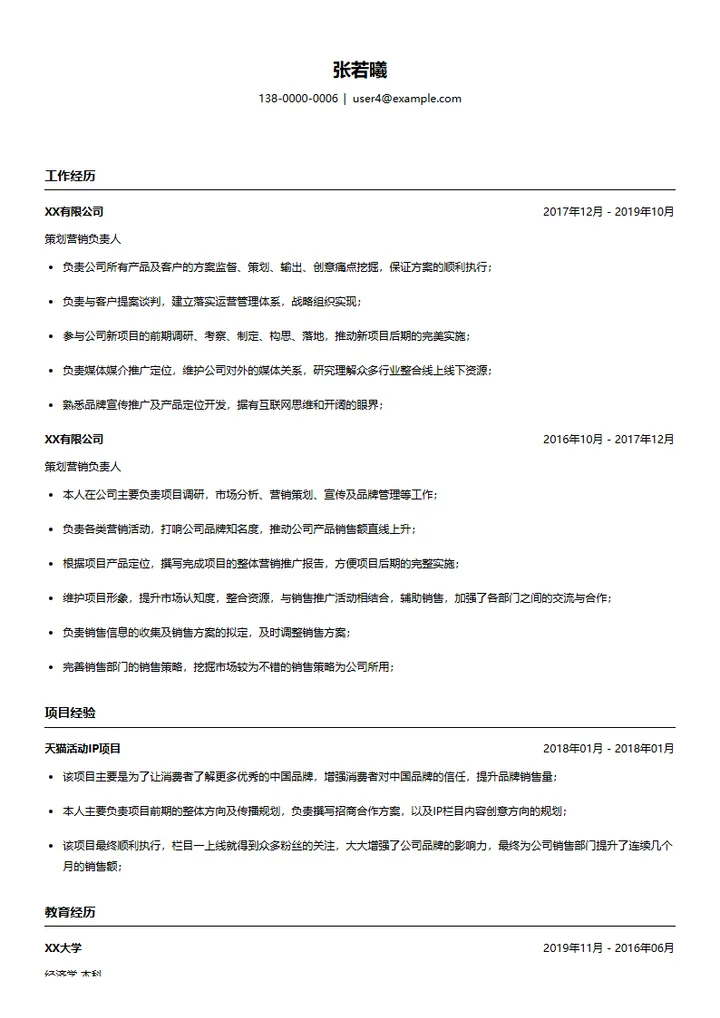 张若曦
138-0000-0006 | user4@example.com
工作经历
XX有限公司 2017年12月 - 2019年10月
策划营销负责人
• 负责公司所有产品及客户的方案监督、策划、输出、创意痛点挖掘，保证方案的顺利执行；
• 负责与客户提案谈判，建立落实运营管理体系，战略组织实现；
• 参与公司新项目的前期调研、考察、制定、构思、落地，推动新项目后期的完美实施；
• 负责媒体媒介推广定位，维护公司对外的媒体关系，研究理解众多行业整合线上线下资源；
• 熟悉品牌宣传推广及产品定位开发，据有互联网思维和开阔的眼界；
XX有限公司 2016年10月 - 2017年12月
策划营销负责人
• 本人在公司主要负责项目调研，市场分析、营销策划、宣传及品牌管理等工作；
• 负责各类营销活动，打响公司品牌知名度，推动公司产品销售额直线上升；
• 根据项目产品定位，撰写完成项目的整体营销推广报告，方便项目后期的完整实施；
• 维护项目形象，提升市场认知度，整合资源，与销售推广活动相结合，辅助销售，加强了各部门之间的交流与合作；
• 负责销售信息的收集及销售方案的拟定，及时调整销售方案；
• 完善销售部门的销售策略，挖掘市场较为不错的销售策略为公司所用；
项目经验
天猫活动IP项目 2018年01月 - 2018年01月
• 该项目主要是为了让消费者了解更多优秀的中国品牌，增强消费者对中国品牌的信任，提升品牌销售量；
• 本人主要负责项目前期的整体方向及传播规划，负责撰写招商合作方案，以及IP栏目内容创意方向的规划；
• 该项目最终顺利执行，栏目一上线就得到众多粉丝的关注，大大增强了公司品牌的影响力，最终为公司销售部门提升了连续几个
月的销售额；
教育经历
XX大学 2019年11月 - 2016年06月
经济学 本科